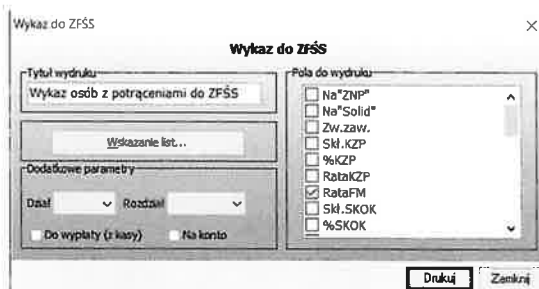 Wykaz do ZFŚS
Wykaz do ZFŚS
Tytuł wydruku
Wykaz osób z potrąceniami do ZFŚS
Wskazanie list...
Dodatkowe parametry
Dział
Rozdział
Do wypłaty (z kasy)
Na konto
Pola do wydruku
Na"ZNP"
Na"Solid"
Zw.zaw.
Skł.KZP
%KZP
RataKZP
RataFM
Skł.SKOK
%SKOK
Drukuj
Zamknij